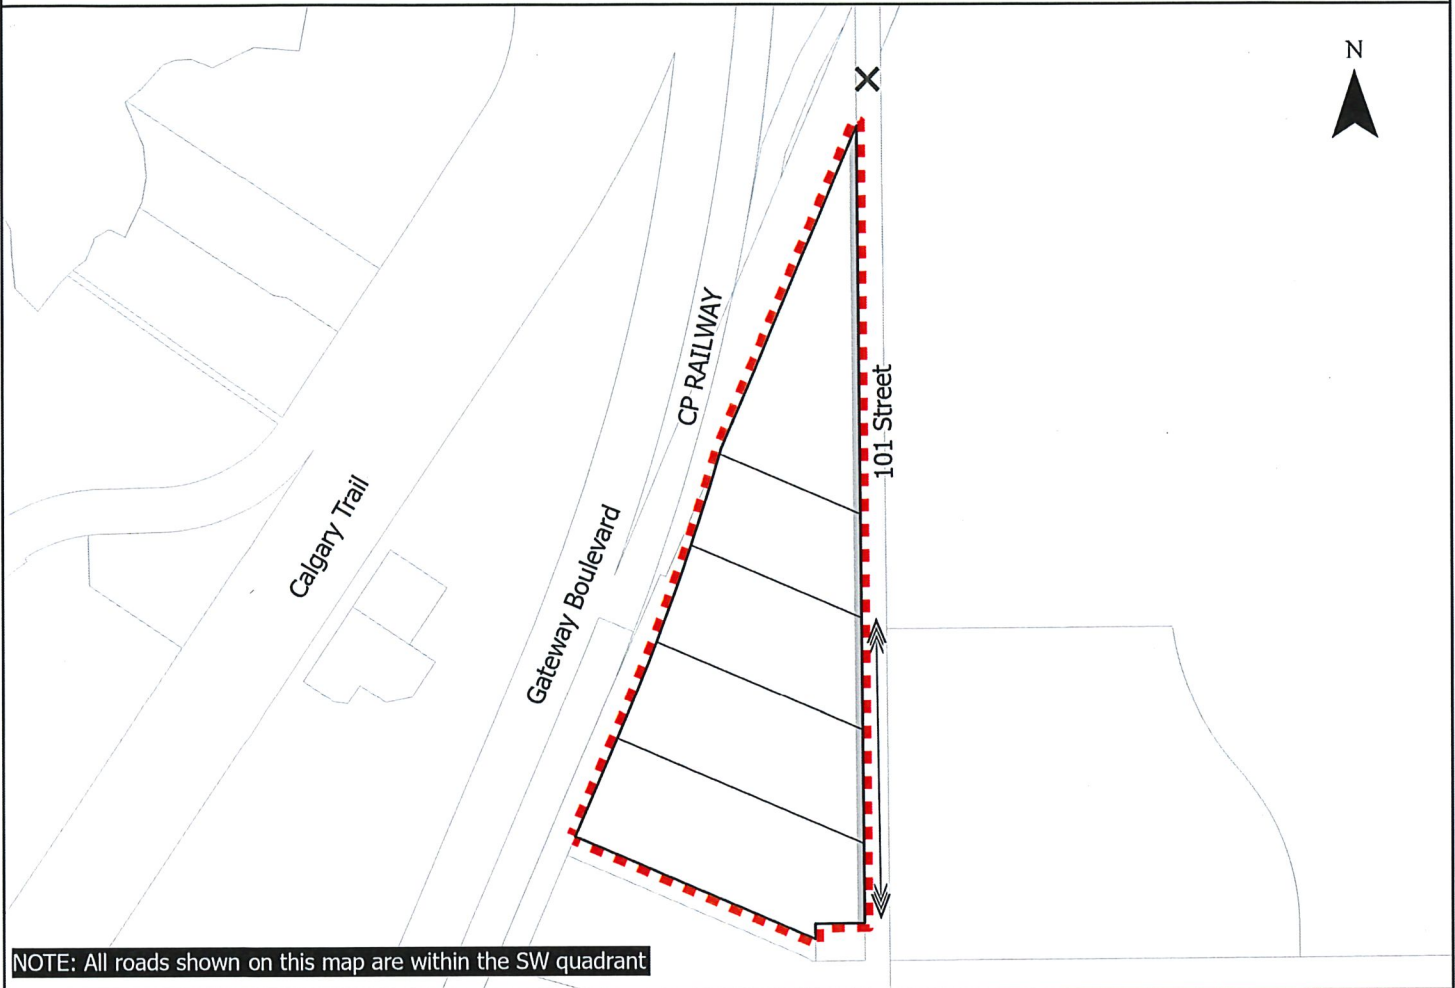 N
CP RAILWAY
101 Street
Calgary Trail
Gateway Boulevard
NOTE: All roads shown on this map are within the SW quadrant